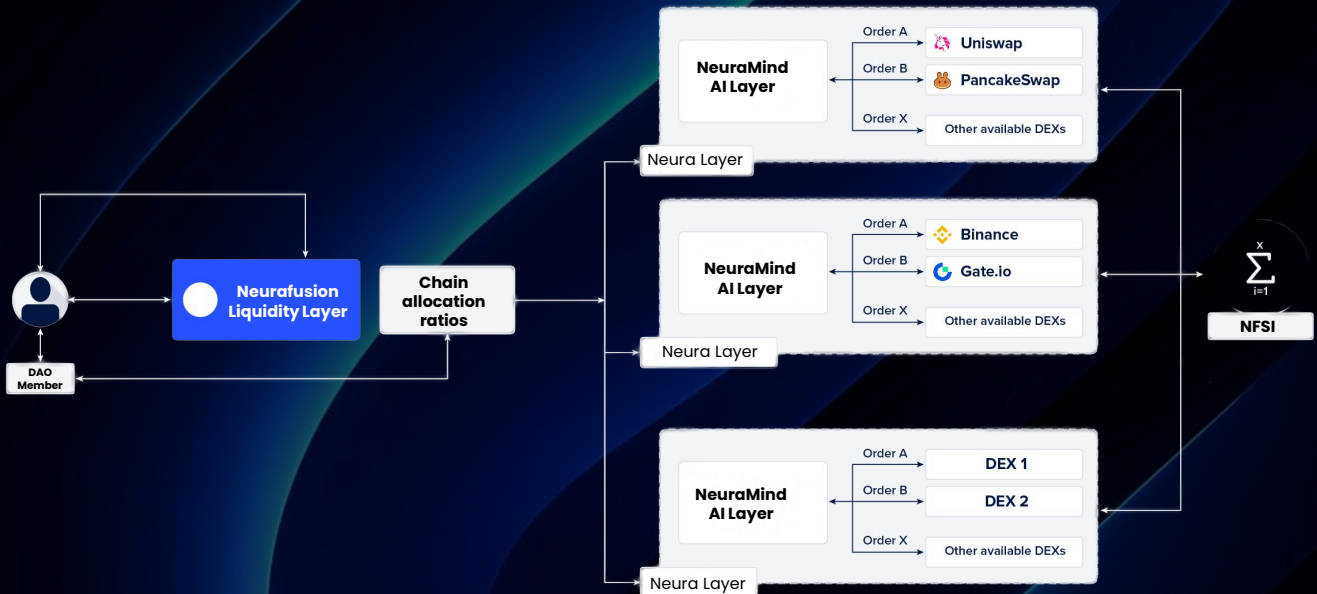 DAO
Member
Neurafusion
Liquidity Layer
Chain
allocation
ratios
Neura Layer
NeuraMind
AI Layer
Order A
Uniswap
Order B
PancakeSwap
Order X
Other available DEXs
Neura Layer
NeuraMind
AI Layer
Order A
Binance
Order B
Gate.io
Order X
Other available DEXs
Neura Layer
NeuraMind
AI Layer
Order A
DEX 1
Order B
DEX 2
Order X
Other available DEXs
x
Σ
i=1
NFSI